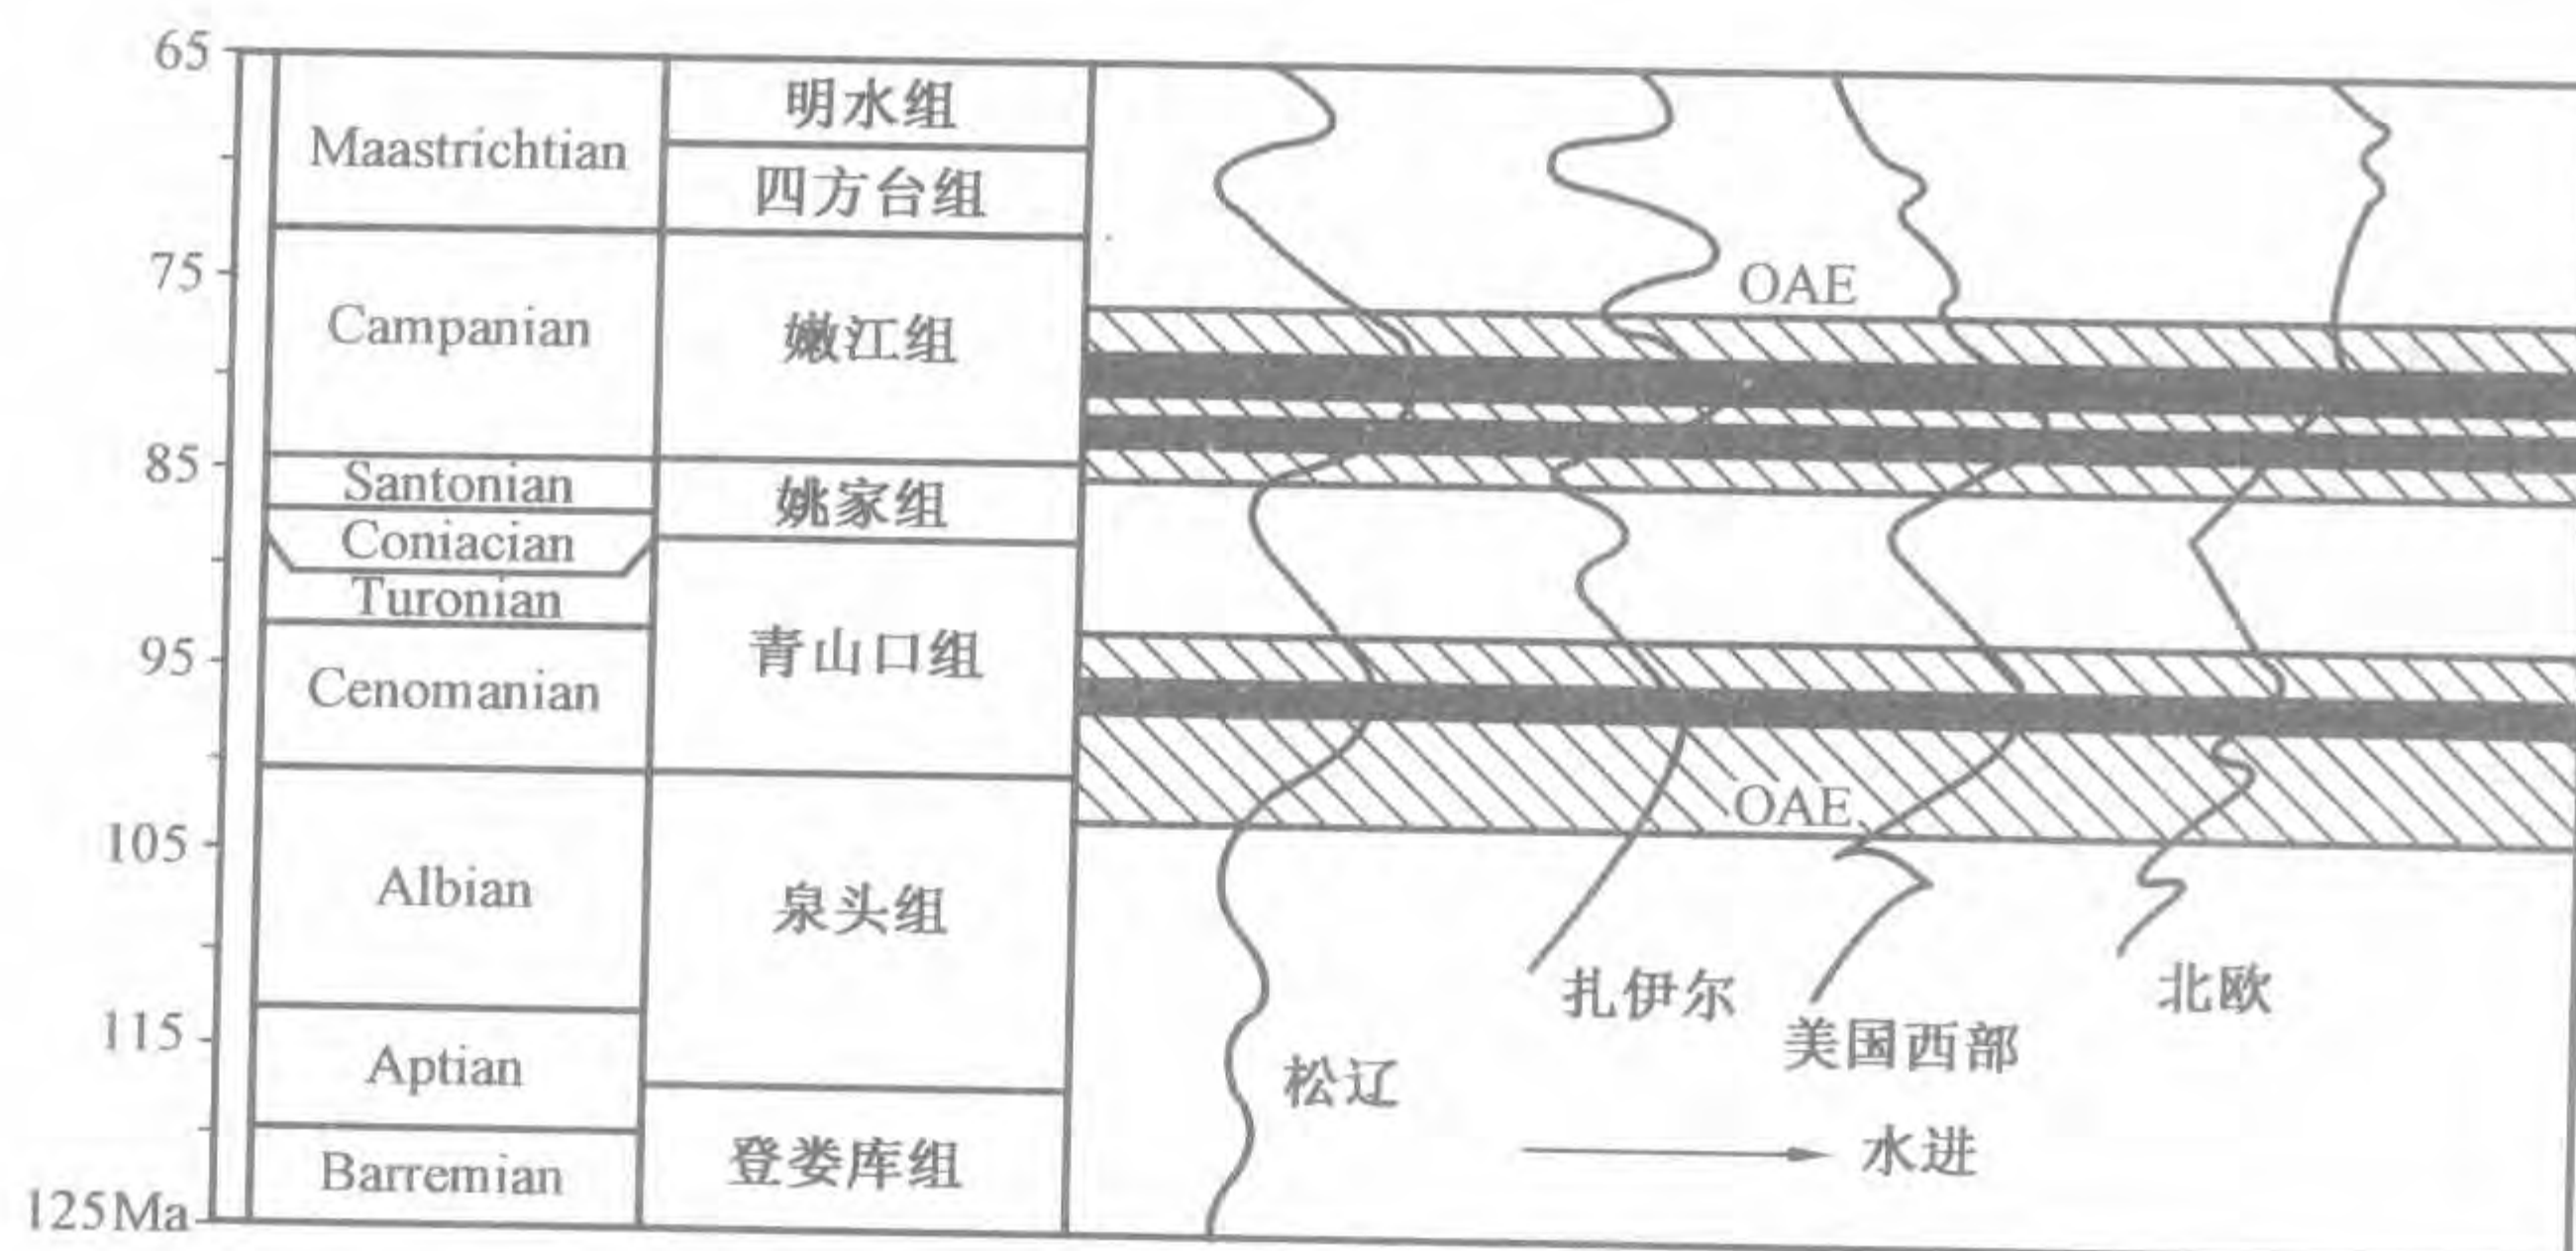 65
75
85
95
105
115
125Ma
Maastrichtian
Campanian
Santonian
Coniacian
Turonian
Cenomanian
Albian
Aptian
Barremian
明水组
四方台组
嫩江组
姚家组
青山口组
泉头组
登娄库组
OAE
OAE
松辽
扎伊尔
美国西部
北欧
水进